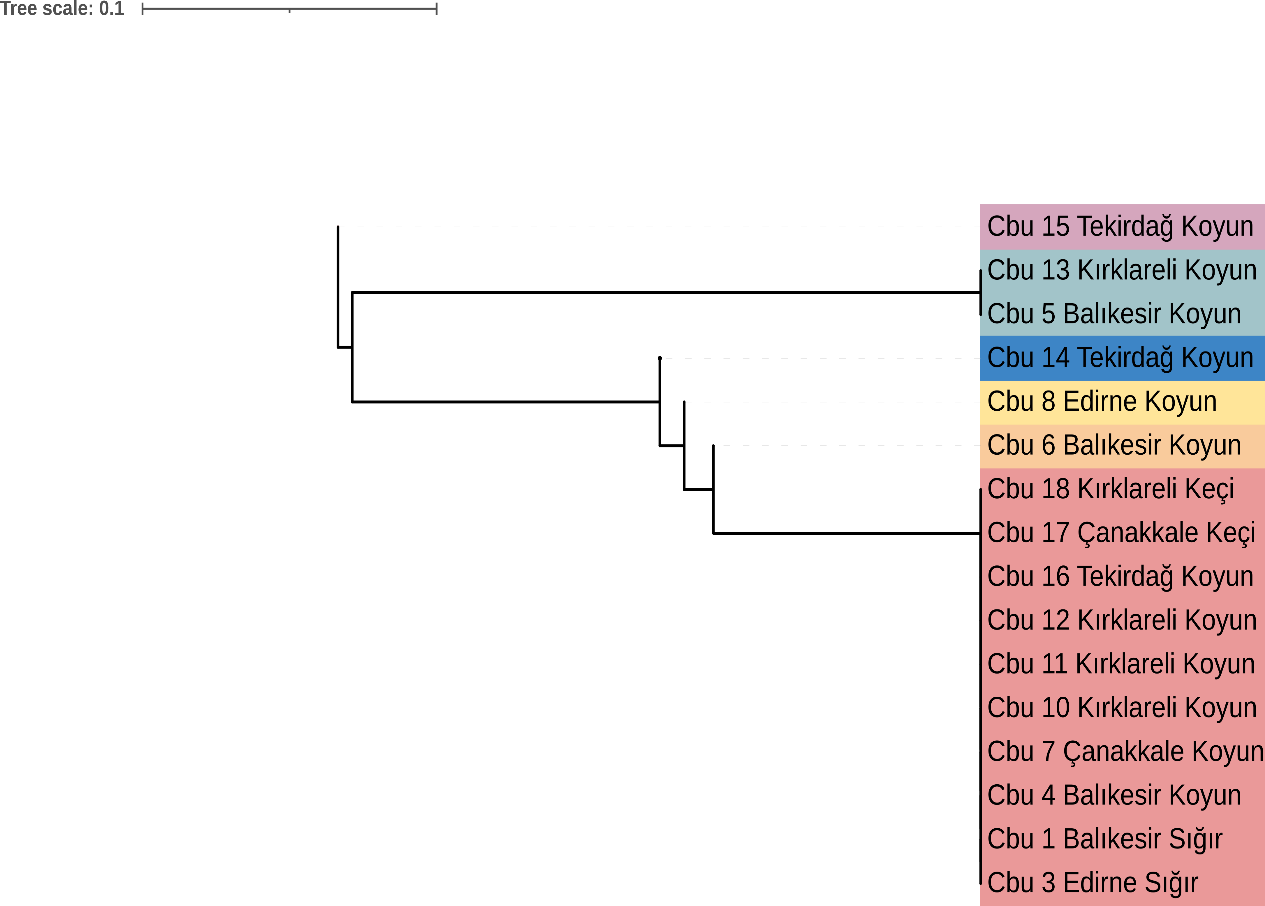 Tree scale: 0.1
Cbu 15 Tekirdağ Koyun
Cbu 13 Kırklareli Koyun
Cbu 5 Balıkesir Koyun
Cbu 14 Tekirdağ Koyun
Cbu 8 Edirne Koyun
Cbu 6 Balıkesir Koyun
Cbu 18 Kırklareli Keçi
Cbu 17 Çanakkale Keçi
Cbu 16 Tekirdağ Koyun
Cbu 12 Kırklareli Koyun
Cbu 11 Kırklareli Koyun
Cbu 10 Kırklareli Koyun
Cbu 7 Çanakkale Koyun
Cbu 4 Balıkesir Koyun
Cbu 1 Balıkesir Sığır
Cbu 3 Edirne Sığır